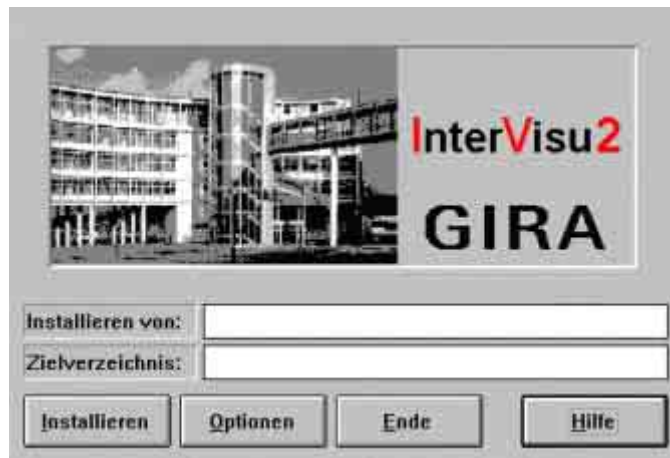 InterVisu2
GIRA
Installieren von:
Zielverzeichnis:
Installieren Optionen Ende Hilfe